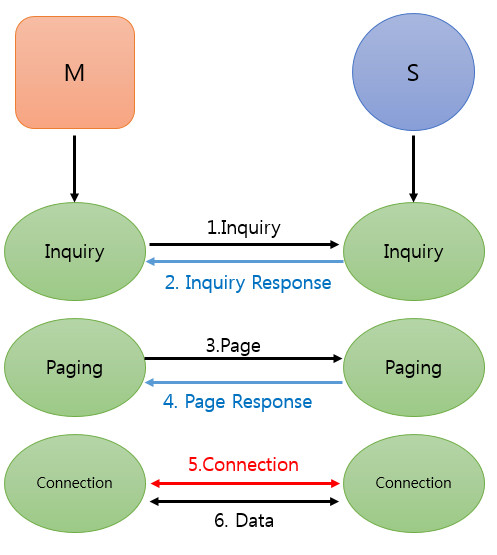 M
S
Inquiry
1.Inquiry
Inquiry
2. Inquiry Response
Paging
3.Page
Paging
4. Page Response
Connection
5.Connection
Connection
6. Data